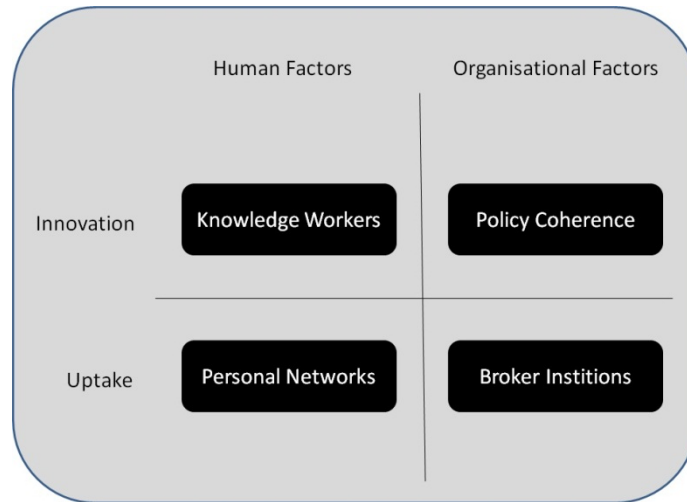 Human Factors
Organisational Factors
Innovation
Knowledge Workers
Policy Coherence
Uptake
Personal Networks
Broker Institions